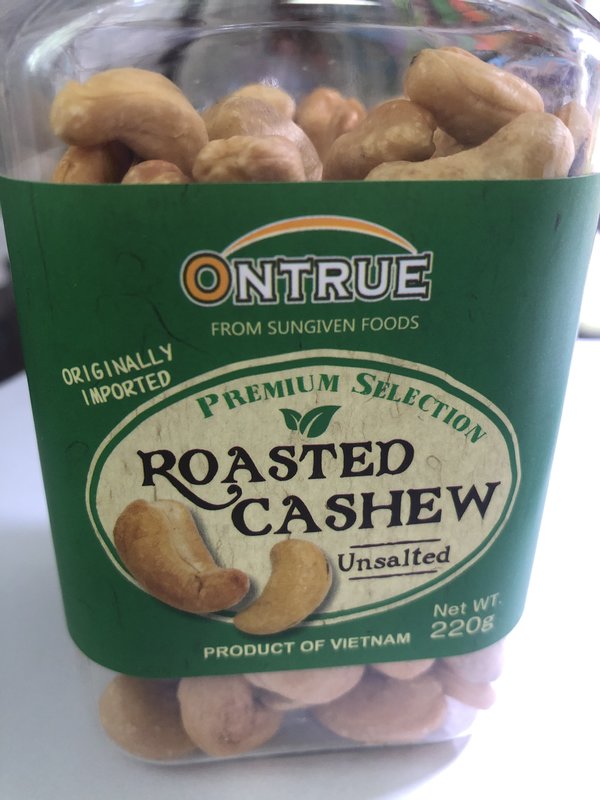 ONTRUE
FROM SUNGIVEN FOODS
ORIGINALLY
IMPORTED
PREMIUM SELECTION
ROASTED
CASHEW
Unsalted
Net WT.
220g
PRODUCT OF VIETNAM